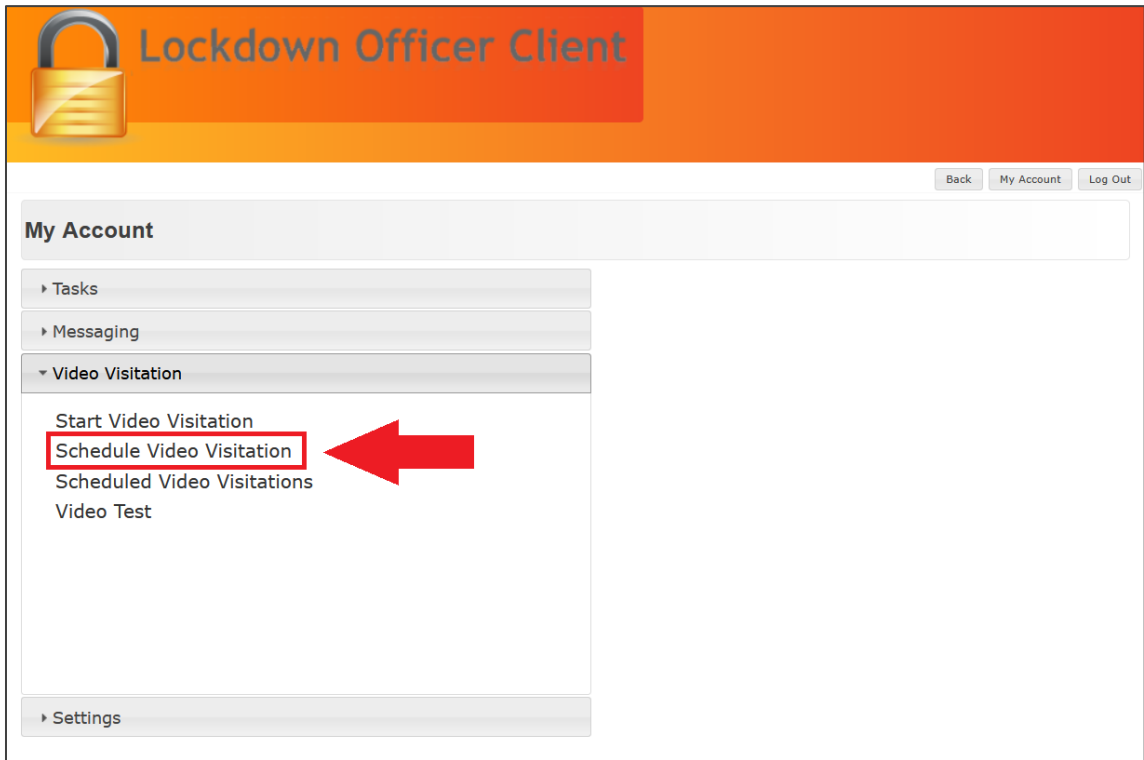 Lockdown Officer Client
Back My Account Log Out
My Account
Tasks
Messaging
Video Visitation
Start Video Visitation
Schedule Video Visitation
Scheduled Video Visitations
Video Test
Settings